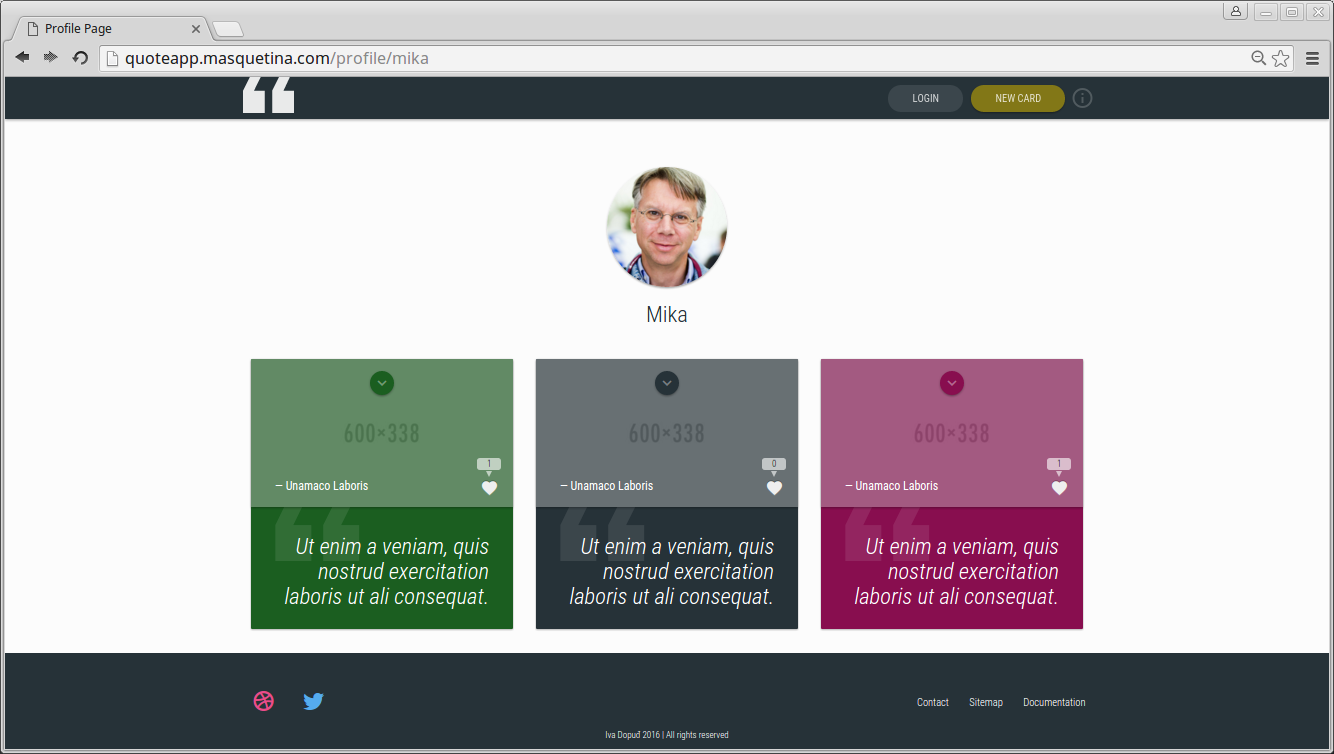 Profile Page
quoteapp.masquetina.com/profile/mika
LOGIN
NEW CARD
Mika
600×338
1
— Unamaco Laboris
Ut enim a veniam, quis
nostrud exercitation
laboris ut ali consequat.
600×338
0
— Unamaco Laboris
Ut enim a veniam, quis
nostrud exercitation
laboris ut ali consequat.
600×338
1
— Unamaco Laboris
Ut enim a veniam, quis
nostrud exercitation
laboris ut ali consequat.
Contact
Sitemap
Documentation
Iva Dopuđ 2016 | All rights reserved